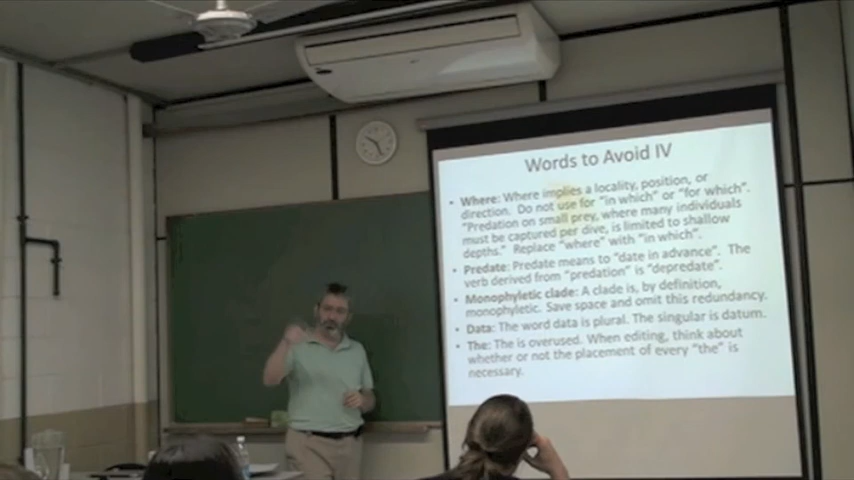 Words to Avoid IV
• Where: Where implies a locality, position, or
direction. Do not use for "in which" or "for which".
"Predation on small prey, where many individuals
must be captured per dive, is limited to shallow
depths." Replace "where" with "in which".
• Predate: Predate means to "date in advance". The
verb derived from "predation" is "depredate".
• Monophyletic clade: A clade is, by definition,
monophyletic. Save space and omit this redundancy.
• Data: The word data is plural. The singular is datum.
• The: The is overused. When editing, think about
whether or not the placement of every "the" is
necessary.